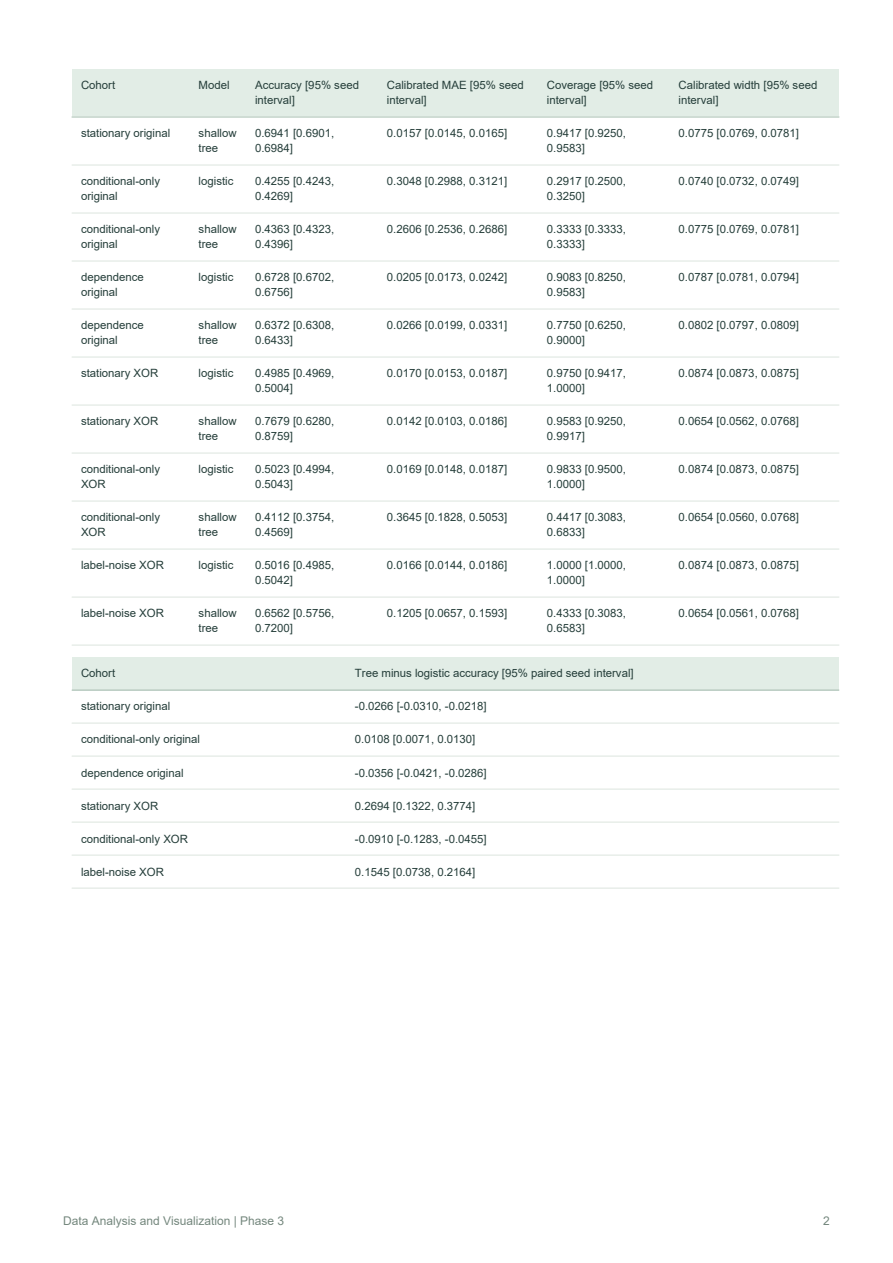 Cohort Model Accuracy [95% seed Calibrated MAE [95% seed Coverage [95% seed Calibrated width [95% seed
interval] interval] interval] interval]
stationary original shallow 0.6941 [0.6901, 0.0157 [0.0145, 0.0165] 0.9417 [0.9250, 0.0775 [0.0769, 0.0781]
tree 0.6984] 0.9583]
conditional-only logistic 0.4255 [0.4243, 0.3048 [0.2988, 0.3121] 0.2917 [0.2500, 0.0740 [0.0732, 0.0749]
original 0.4269] 0.3250]
conditional-only shallow 0.4363 [0.4323, 0.2606 [0.2536, 0.2686] 0.3333 [0.3333, 0.0775 [0.0769, 0.0781]
original tree 0.4396] 0.3333]
dependence logistic 0.6728 [0.6702, 0.0205 [0.0173, 0.0242] 0.9083 [0.8250, 0.0787 [0.0781, 0.0794]
original 0.6756] 0.9583]
dependence shallow 0.6372 [0.6308, 0.0266 [0.0199, 0.0331] 0.7750 [0.6250, 0.0802 [0.0797, 0.0809]
original tree 0.6433] 0.9000]
stationary XOR logistic 0.4985 [0.4969, 0.0170 [0.0153, 0.0187] 0.9750 [0.9417, 0.0874 [0.0873, 0.0875]
0.5004] 1.0000]
stationary XOR shallow 0.7679 [0.6280, 0.0142 [0.0103, 0.0186] 0.9583 [0.9250, 0.0654 [0.0562, 0.0768]
tree 0.8759] 0.9917]
conditional-only logistic 0.5023 [0.4994, 0.0169 [0.0148, 0.0187] 0.9833 [0.9500, 0.0874 [0.0873, 0.0875]
XOR 0.5043] 1.0000]
conditional-only shallow 0.4112 [0.3754, 0.3645 [0.1828, 0.5053] 0.4417 [0.3083, 0.0654 [0.0560, 0.0768]
XOR tree 0.4569] 0.6833]
label-noise XOR logistic 0.5016 [0.4985, 0.0166 [0.0144, 0.0186] 1.0000 [1.0000, 0.0874 [0.0873, 0.0875]
0.5042] 1.0000]
label-noise XOR shallow 0.6562 [0.5756, 0.1205 [0.0657, 0.1593] 0.4333 [0.3083, 0.0654 [0.0561, 0.0768]
tree 0.7200] 0.6583]
Cohort Tree minus logistic accuracy [95% paired seed interval]
stationary original -0.0266 [-0.0310, -0.0218]
conditional-only original 0.0108 [0.0071, 0.0130]
dependence original -0.0356 [-0.0421, -0.0286]
stationary XOR 0.2694 [0.1322, 0.3774]
conditional-only XOR -0.0910 [-0.1283, -0.0455]
label-noise XOR 0.1545 [0.0738, 0.2164]
Data Analysis and Visualization | Phase 3 2